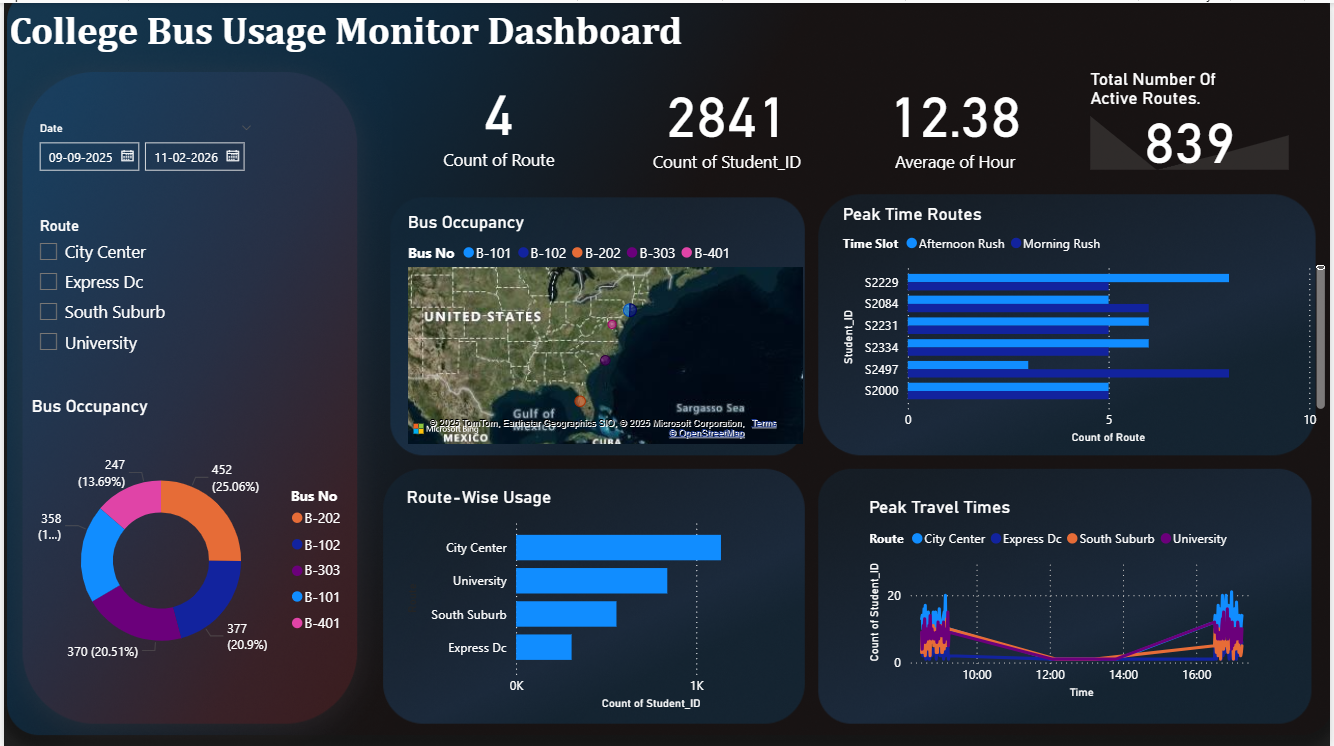 College Bus Usage Monitor Dashboard
Date
09-09-2025
11-02-2026
Route
City Center
Express Dc
South Suburb
University
Bus Occupancy
247
(13.69%)
452
(25.06%)
358
(1...)
377
(20.9%)
370 (20.51%)
Bus No
B-202
B-102
B-303
B-101
B-401
4
Count of Route
2841
Count of Student_ID
12.38
Average of Hour
Total Number Of
Active Routes.
839
Bus Occupancy
Bus No B-101 B-102 B-202 B-303 B-401
UNITED STATES
Gulf of
Mexico
Sargasso Sea
MEXICO
CUBA
© 2025 TomTom, Earthstar Geographics SIO, © 2025 Microsoft Corporation, Terms
© OpenStreetMap
Microsoft Bing
Peak Time Routes
Time Slot Afternoon Rush Morning Rush
Student_ID
S2229
S2084
S2231
S2334
S2497
S2000
0 5 10
Count of Route
Route-Wise Usage
City Center
University
South Suburb
Express Dc
0K 1K
Count of Student_ID
Peak Travel Times
Route City Center Express Dc South Suburb University
Count of Student_ID
20
0
10:00 12:00 14:00 16:00
Time